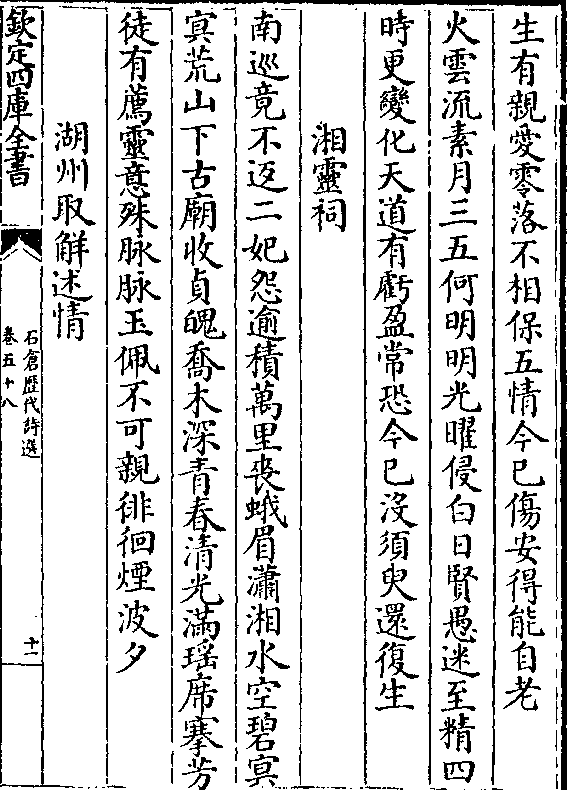 生有親愛零落不相保五情今已傷安得能自老
火雲流素月三五何明明光曜侵白日賢愚迷至精四
時更變化天道有虧盈常恐今已沒須臾還復生
湘靈祠
南巡竟不返二妃怨逾積萬里喪蛾眉瀟湘水空碧寞
寞荒山下古廟收貞魄喬木深青春清光滿瑶席搴芳
徒有薦靈意殊脉脉玉佩不可親徘徊煙波夕
湖州取解述情
欽定四庫全書
石倉歷代詩選
卷五十八
十一